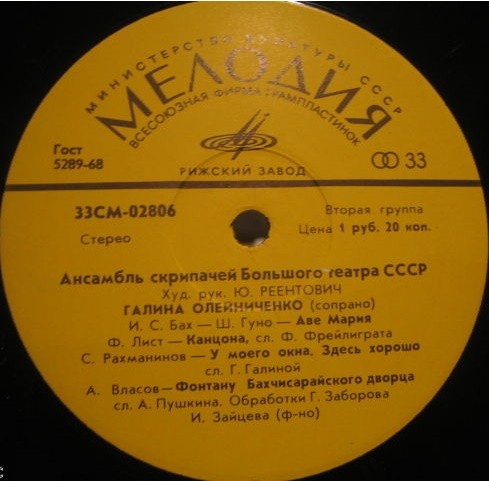 МИНИСТЕРСТВО КУЛЬТУРЫ СССР
МЕЛОДИЯ
ВСЕСОЮЗНАЯ ФИРМА ГРАМПЛАСТИНОК
Гост
5289-68
33
РИЖСКИЙ ЗАВОД
33СМ-02806
Вторая группа
Стерео
Цена 1 руб. 20 коп.
Ансамбль скрипачей Большого театра СССР
Худ. рук. Ю. РЕЕНТОВИЧ
ГАЛИНА ОЛЕЙНИЧЕНКО (сопрано)
И. С. Бах — Ш. Гуно — Аве Мария
Ф. Лист — Канцона, сл. Ф. Фрейлиграта
С. Рахманинов — У моего окна. Здесь хорошо
сл. Г. Галиной
А. Власов — Фонтану Бахчисарайского дворца
сл. А. Пушкина. Обработки Г. Заборова
И. Зайцева (ф-но)